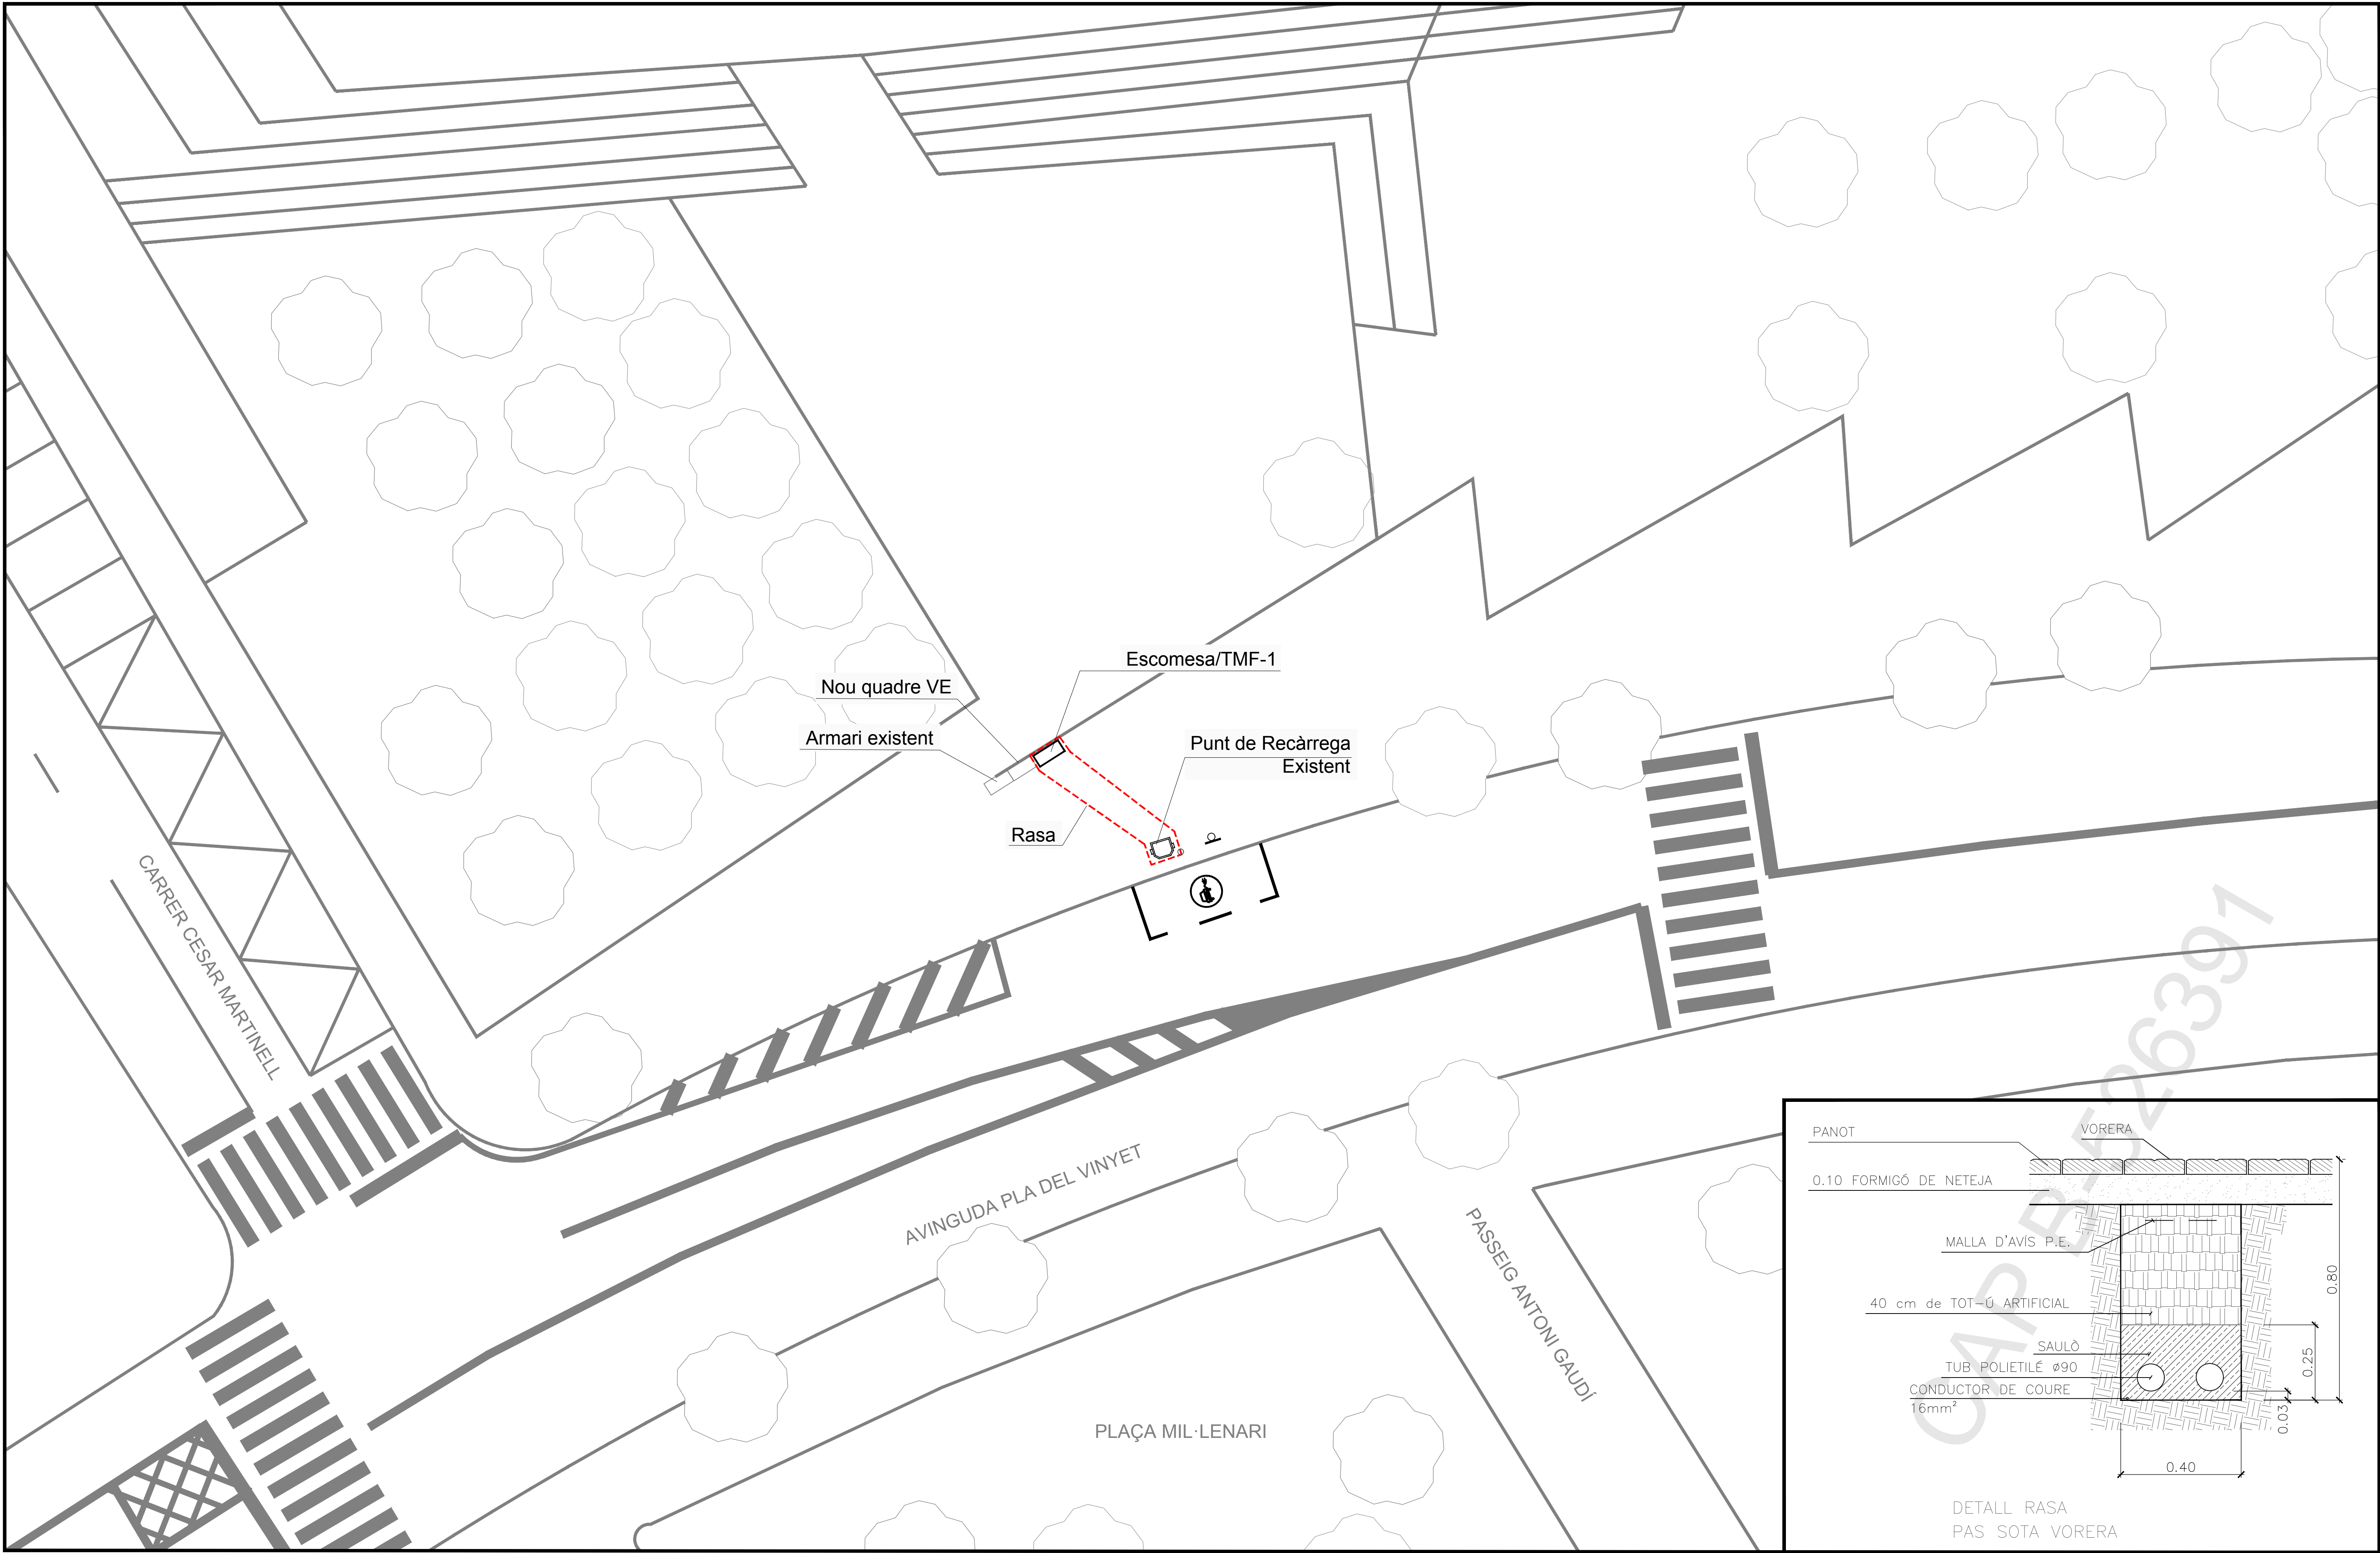 Escomesa/TMF-1
Nou quadre VE
Armari existent
Punt de Recàrrega
Existent
Rasa
CARRER CESAR MARTINELL
AVINGUDA PLA DEL VINYET
PASSEIG ANTONI GAUDÍ
PLAÇA MIL·LENARI
CAP B-526391
PANOT
VORERA
0.10 FORMIGÓ DE NETEJA
MALLA D'AVÍS P.E.
40 cm de TOT-Ú ARTIFICIAL
SAULÒ
TUB POLIETILÉ Ø90
CONDUCTOR DE COURE
16mm²
0.80
0.25
0.03
0.40
DETALL RASA
PAS SOTA VORERA